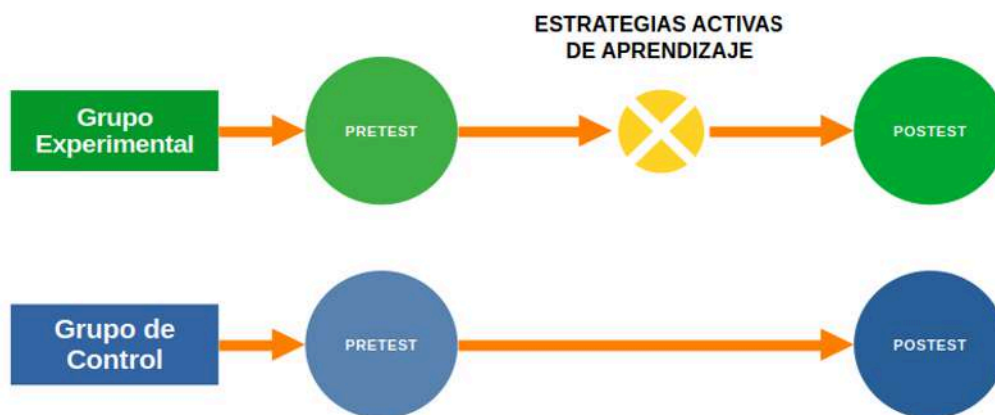 ESTRATEGIAS ACTIVAS
DE APRENDIZAJE
Grupo
Experimental
PRETEST
POSTEST
Grupo de
Control
PRETEST
POSTEST